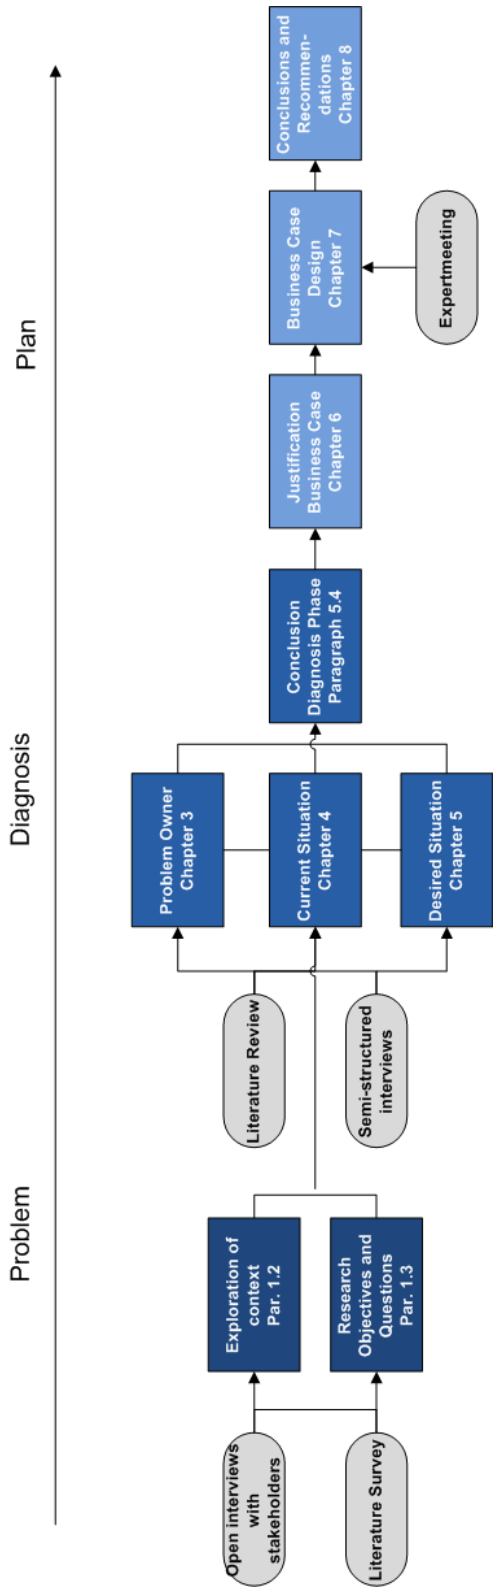 Problem
Diagnosis
Plan
Open interviews
with
stakeholders
Literature Survey
Exploration of
context
Par. 1.2
Research
Objectives and
Questions
Par. 1.3
Literature Review
Semi-structured
interviews
Problem Owner
Chapter 3
Current Situation
Chapter 4
Desired Situation
Chapter 5
Conclusion
Diagnosis Phase
Paragraph 5.4
Justification
Business Case
Chapter 6
Business Case
Design
Chapter 7
Expertmeeting
Conclusions and
Recommen-
dations
Chapter 8